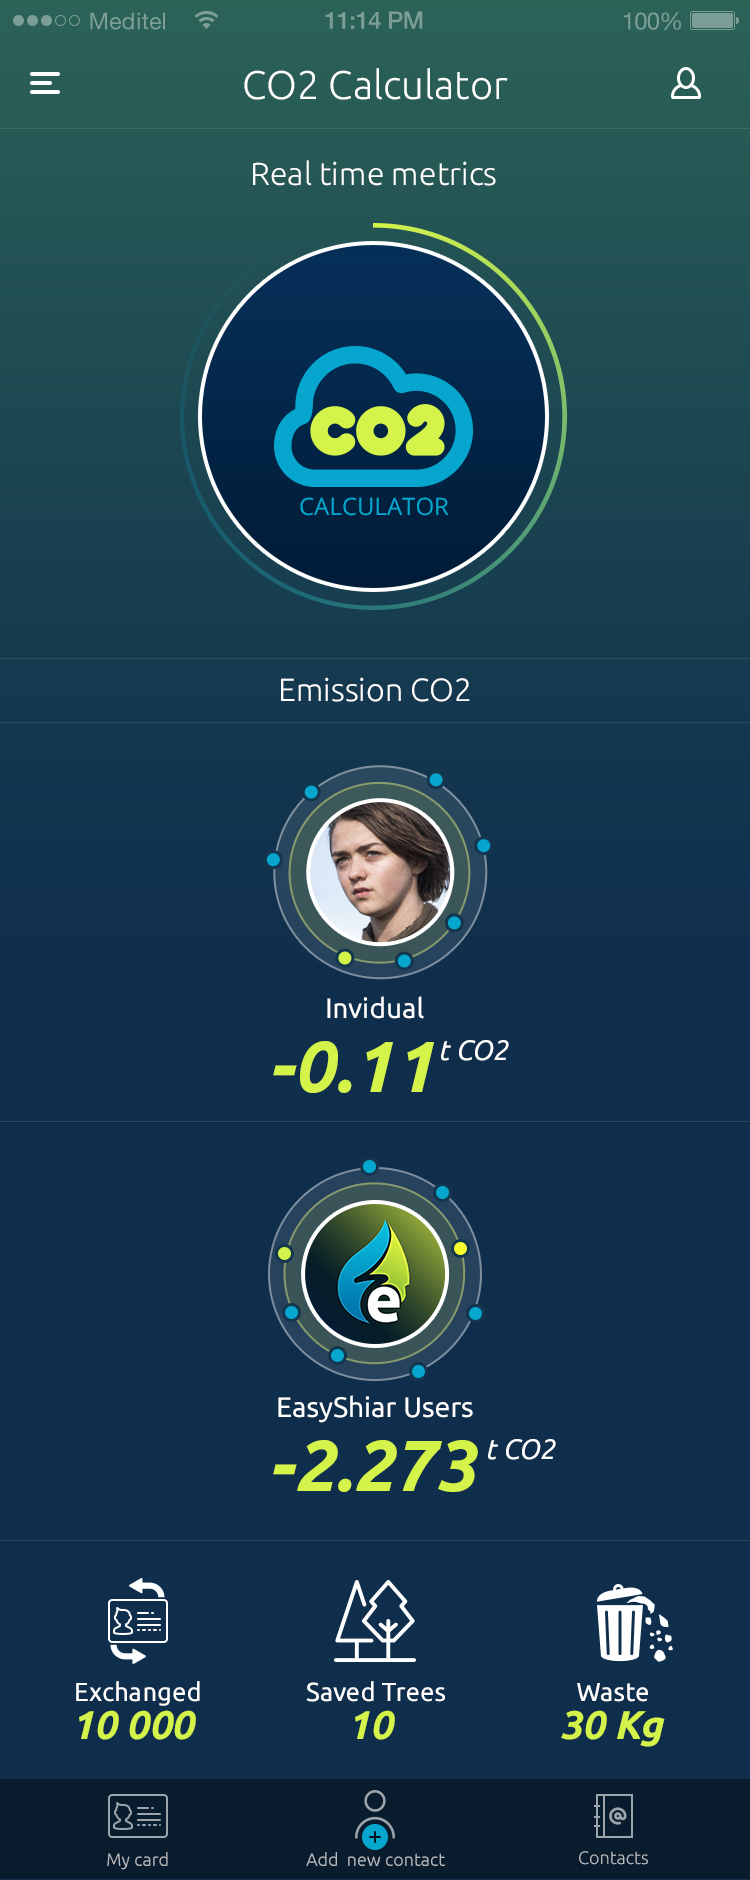 Meditel 11:14 PM 100%
CO2 Calculator
Real time metrics
CO2
CALCULATOR
Emission CO2
Invidual
-0.11 t CO2
e
EasyShiar Users
-2.273 t CO2
Exchanged Saved Trees Waste
10 000 10 30 Kg
My card Add new contact Contacts